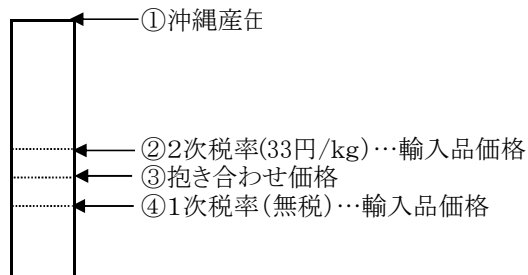 ①沖縄産缶
②2次税率(33円/kg)…輸入品価格
③抱き合わせ価格
④1次税率(無税)…輸入品価格